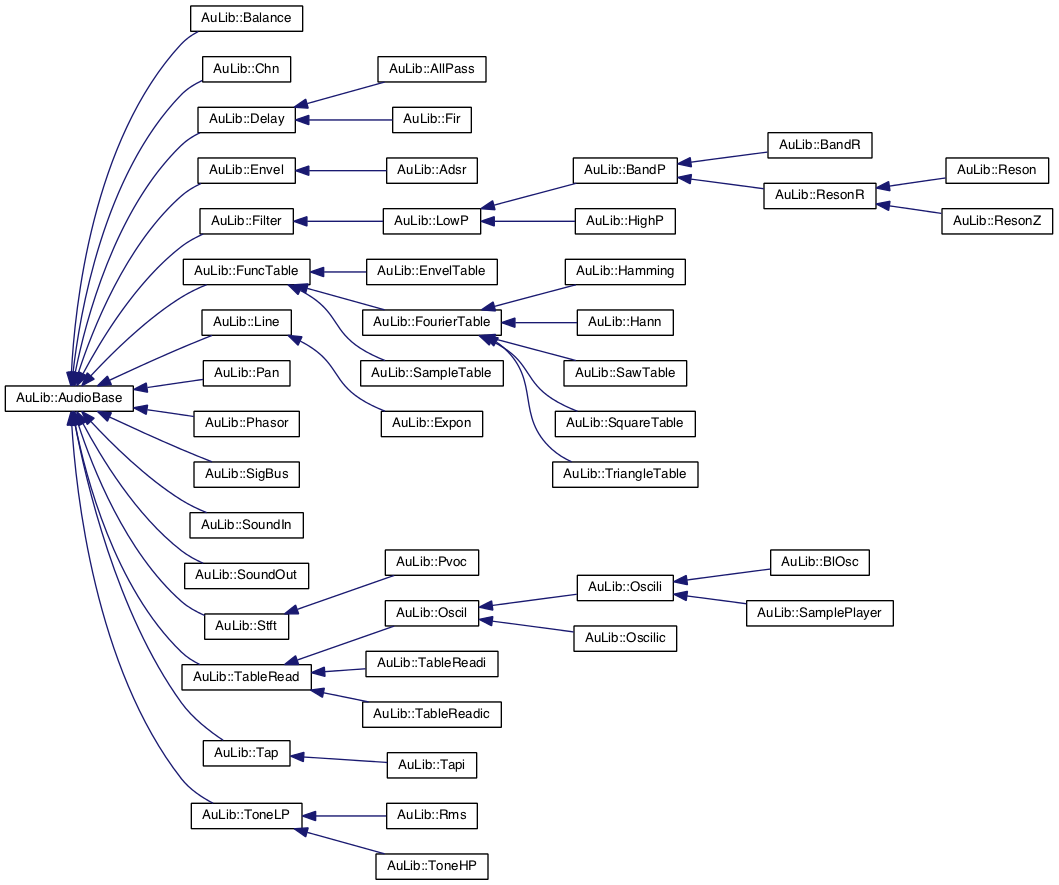 AuLib::Balance
AuLib::Chn
AuLib::AllPass
AuLib::Delay
AuLib::Fir
AuLib::BandR
AuLib::Envel
AuLib::Adsr
AuLib::BandP
AuLib::Reson
AuLib::ResonR
AuLib::Filter
AuLib::LowP
AuLib::HighP
AuLib::ResonZ
AuLib::FuncTable
AuLib::EnvelTable
AuLib::Hamming
AuLib::Line
AuLib::FourierTable
AuLib::Hann
AuLib::Pan
AuLib::SampleTable
AuLib::SawTable
AuLib::AudioBase
AuLib::Phasor
AuLib::Expon
AuLib::SquareTable
AuLib::SigBus
AuLib::TriangleTable
AuLib::SoundIn
AuLib::SoundOut
AuLib::Pvoc
AuLib::BlOsc
AuLib::Oscili
AuLib::Stft
AuLib::Oscil
AuLib::SamplePlayer
AuLib::Oscilic
AuLib::TableRead
AuLib::TableReadi
AuLib::TableReadic
AuLib::Tap
AuLib::Tapi
AuLib::ToneLP
AuLib::Rms
AuLib::ToneHP